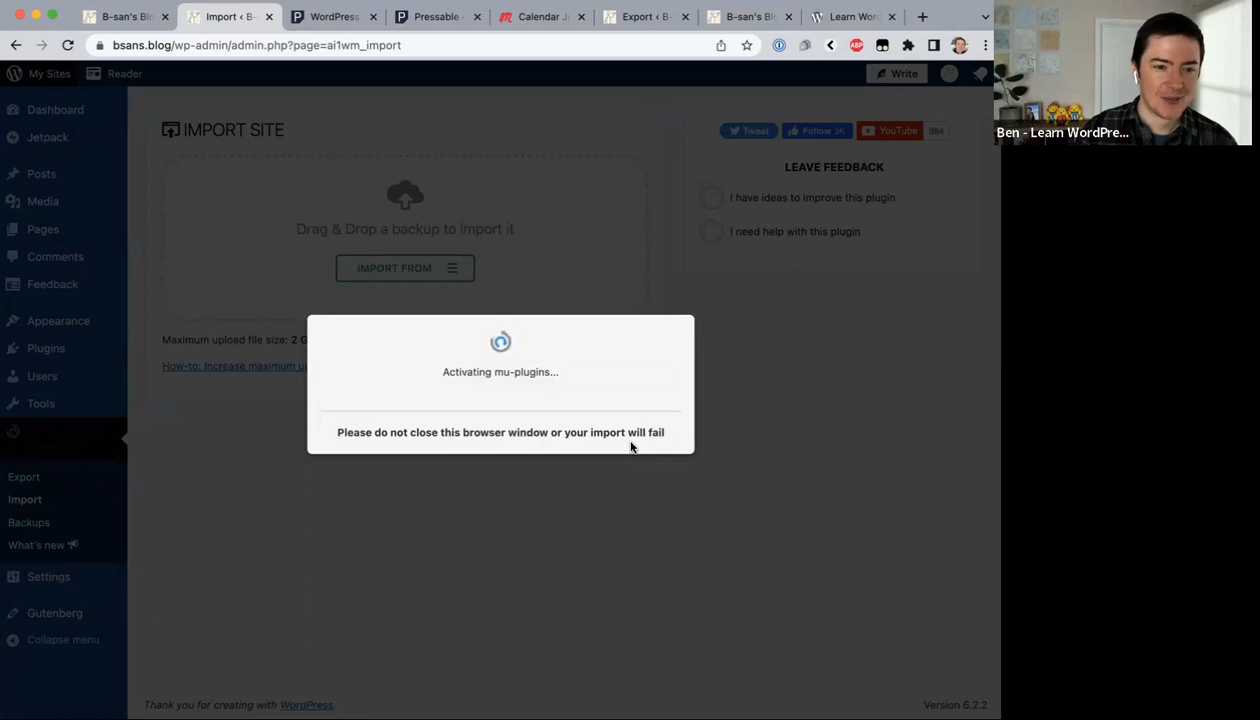 B-san's Blo
Import ‹ B-
WordPress
Pressable
Calendar J
Export ‹ B
B-san's Blo
Learn Wor
bsans.blog/wp-admin/admin.php?page=ai1wm_import
My Sites
Reader
Write
Dashboard
Jetpack
Posts
Media
Pages
Comments
Feedback
Appearance
Plugins
Users
Tools
Export
Import
Backups
What's new
Settings
Gutenberg
Collapse menu
IMPORT SITE
Drag & Drop a backup to import it
IMPORT FROM
Maximum upload file size: 2 G
How-to: Increase maximum u
Tweet
Follow 3K
YouTube
984
LEAVE FEEDBACK
I have ideas to improve this plugin
I need help with this plugin
Activating mu-plugins...
Please do not close this browser window or your import will fail
Thank you for creating with WordPress.
Version 6.2.2
Ben - Learn WordPre...
ABP